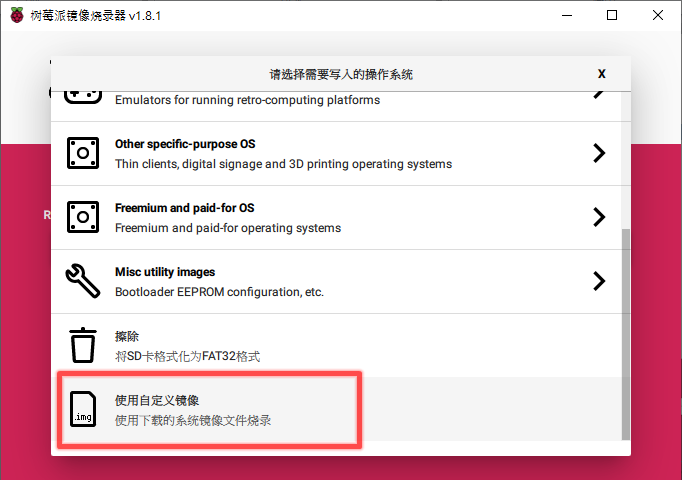 树莓派镜像烧录器 v1.8.1
请选择需要写入的操作系统
X
Emulators for running retro-computing platforms
Other specific-purpose OS
Thin clients, digital signage and 3D printing operating systems
Freemium and paid-for OS
Freemium and paid-for operating systems
R
Misc utility images
Bootloader EEPROM configuration, etc.
擦除
将SD卡格式化为FAT32格式
使用自定义镜像
.img
使用下载的系统镜像文件烧录